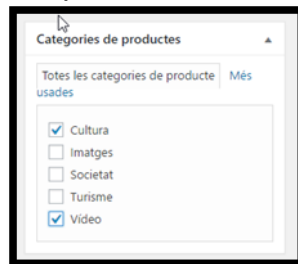 Categories de productes
Totes les categories de producte Més
usades
Cultura
Imatges
Societat
Turisme
Vídeo